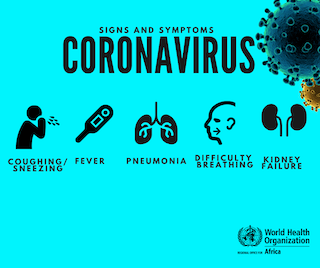 SIGNS AND SYMPTOMS
CORONAVIRUS
COUGHING/
SNEEZING
FEVER
PNEUMONIA
DIFFICULTY
BREATHING
KIDNEY
FAILURE
World Health
Organization
REGIONAL OFFICE FOR Africa